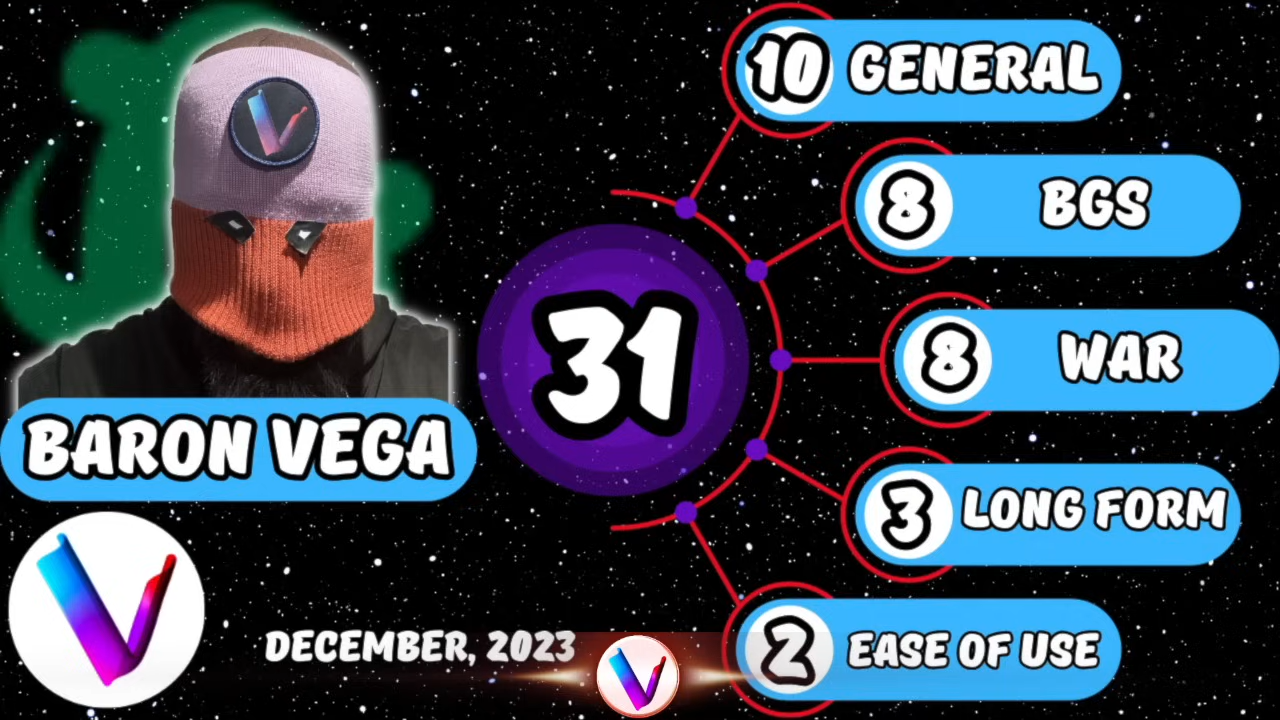 10 GENERAL
8 BGS
8 WAR
31
3 LONG FORM
2 EASE OF USE
BARON VEGA
V
V
DECEMBER, 2023
V